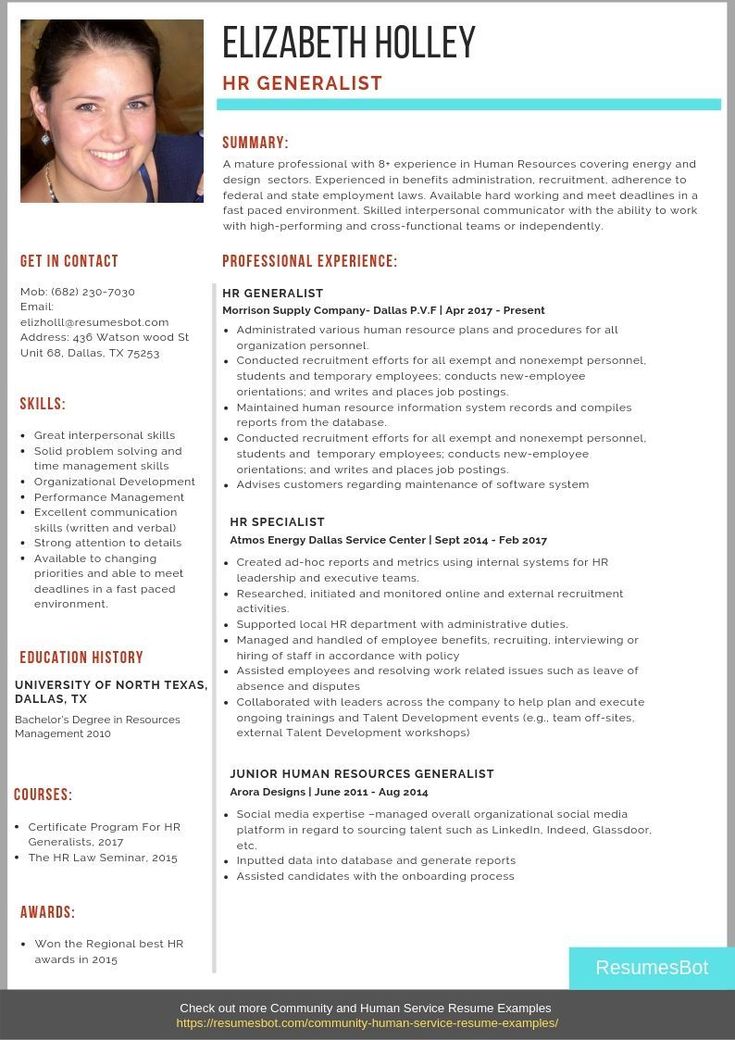 ELIZABETH HOLLEY
HR GENERALIST
SUMMARY:
A mature professional with 8+ experience in Human Resources covering energy and
design sectors. Experienced in benefits administration, recruitment, adherence to
federal and state employment laws. Available hard working and meet deadlines in a
fast paced environment. Skilled interpersonal communicator with the ability to work
with high-performing and cross-functional teams or independently.
GET IN CONTACT
Mob: (682) 230-7030
Email:
elizholll@resumesbot.com
Address: 436 Watson wood St
Unit 68, Dallas, TX 75253
SKILLS:
• Great interpersonal skills
• Solid problem solving and
time management skills
• Organizational Development
• Performance Management
• Excellent communication
skills (written and verbal)
• Strong attention to details
• Available to changing
priorities and able to meet
deadlines in a fast paced
environment.
EDUCATION HISTORY
UNIVERSITY OF NORTH TEXAS,
DALLAS, TX
Bachelor's Degree in Resources
Management 2010
COURSES:
• Certificate Program For HR
Generalists, 2017
• The HR Law Seminar, 2015
AWARDS:
• Won the Regional best HR
awards in 2015
PROFESSIONAL EXPERIENCE:
HR GENERALIST
Morrison Supply Company- Dallas P.V.F | Apr 2017 - Present
• Administrated various human resource plans and procedures for all
organization personnel.
• Conducted recruitment efforts for all exempt and nonexempt personnel,
students and temporary employees; conducts new-employee
orientations; and writes and places job postings.
• Maintained human resource information system records and compiles
reports from the database.
• Conducted recruitment efforts for all exempt and nonexempt personnel,
students and temporary employees; conducts new-employee
orientations; and writes and places job postings.
• Advises customers regarding maintenance of software system
HR SPECIALIST
Atmos Energy Dallas Service Center | Sept 2014 - Feb 2017
• Created ad-hoc reports and metrics using internal systems for HR
leadership and executive teams.
• Researched, initiated and monitored online and external recruitment
activities.
• Supported local HR department with administrative duties.
• Managed and handled of employee benefits, recruiting, interviewing or
hiring of staff in accordance with policy
• Assisted employees and resolving work related issues such as leave of
absence and disputes
• Collaborated with leaders across the company to help plan and execute
ongoing trainings and Talent Development events (e.g., team off-sites,
external Talent Development workshops)
JUNIOR HUMAN RESOURCES GENERALIST
Arora Designs | June 2011 - Aug 2014
• Social media expertise –managed overall organizational social media
platform in regard to sourcing talent such as LinkedIn, Indeed, Glassdoor,
etc.
• Inputted data into database and generate reports
• Assisted candidates with the onboarding process
ResumesBot
Check out more Community and Human Service Resume Examples
https://resumesbot.com/community-human-service-resume-examples/